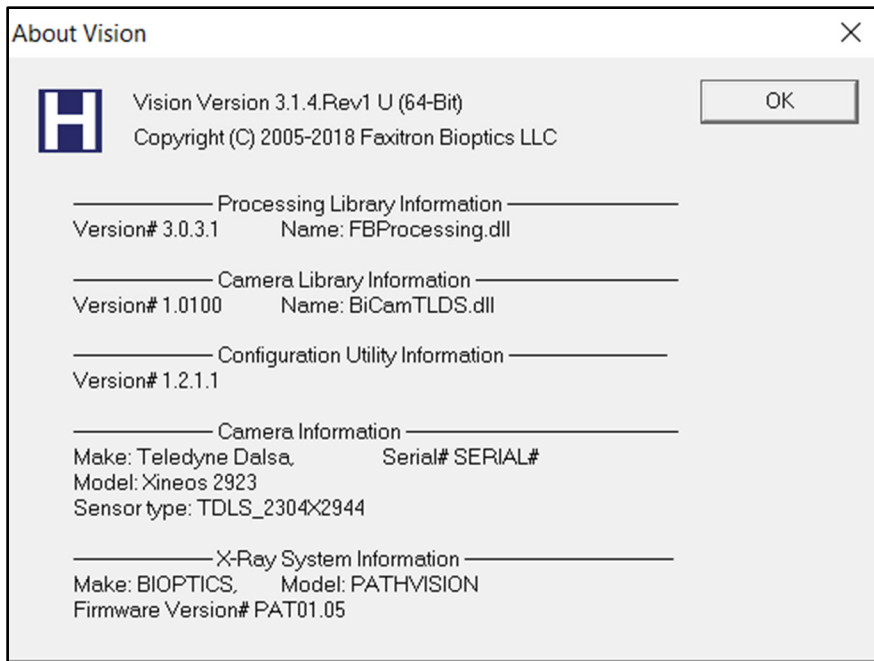 About Vision
H
Vision Version 3.1.4.Rev1 U (64-Bit)
OK
Copyright (C) 2005-2018 Faxitron Bioptics LLC
Processing Library Information
Version# 3.0.3.1 Name: FBProcessing.dll
Camera Library Information
Version# 1.0100 Name: BiCamTLDS.dll
Configuration Utility Information
Version# 1.2.1.1
Camera Information
Make: Teledyne Dalsa, Serial# SERIAL#
Model: Xineos 2923
Sensor type: TDLS_2304X2944
X-Ray System Information
Make: BIOPTICS, Model: PATHVISION
Firmware Version# PAT01.05